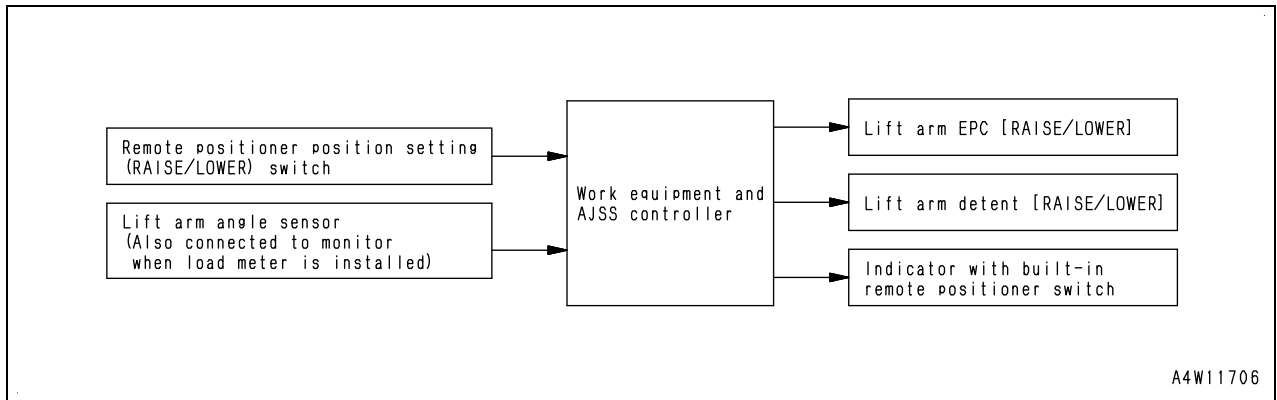 Remote positioner position setting
(RAISE/LOWER) switch
Lift arm angle sensor
(Also connected to monitor
when load meter is installed)
Work equipment and
AJSS controller
Lift arm EPC [RAISE/LOWER]
Lift arm detent [RAISE/LOWER]
Indicator with built-in
remote positioner switch
A4W11706